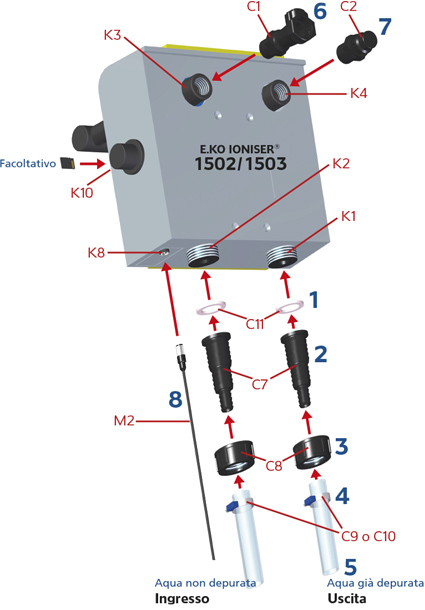 C1
6
C2
7
K3
K4
E.KO IONISER®
1502/1503
Facoltativo
K10
K2
K1
K8
1
C11
2
C7
8
M2
3
C8
4
C9 o C10
5
Aqua non depurata
Ingresso
Aqua già depurata
Uscita